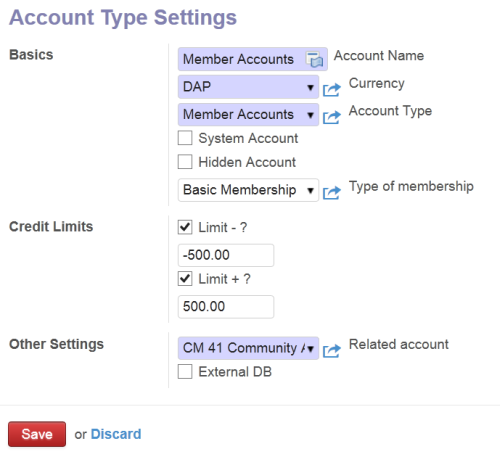 Account Type Settings
Basics
Member Accounts Account Name
DAP Currency
Member Accounts Account Type
System Account
Hidden Account
Basic Membership Type of membership
Credit Limits
Limit - ?
-500.00
Limit + ?
500.00
Other Settings
CM 41 Community Related account
External DB
Save or Discard